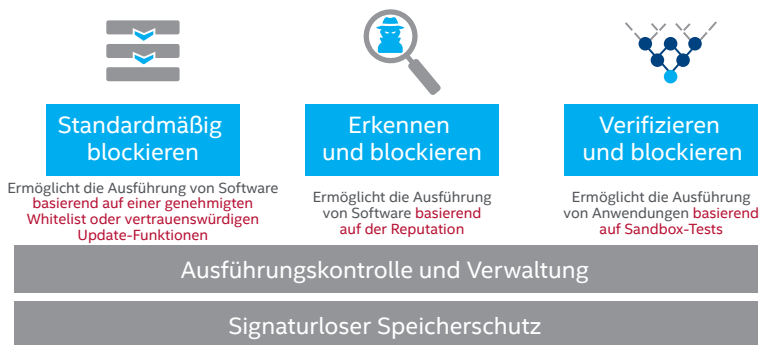 Standardmäßig
blockieren
Ermöglicht die Ausführung von Software
basierend auf einer genehmigten
Whitelist oder vertrauenswürdigen
Update-Funktionen
Erkennen
und blockieren
Ermöglicht die Ausführung
von Software basierend
auf der Reputation
Verifizieren
und blockieren
Ermöglicht die Ausführung
von Anwendungen basierend
auf Sandbox-Tests
Ausführungskontrolle und Verwaltung
Signaturloser Speicherschutz